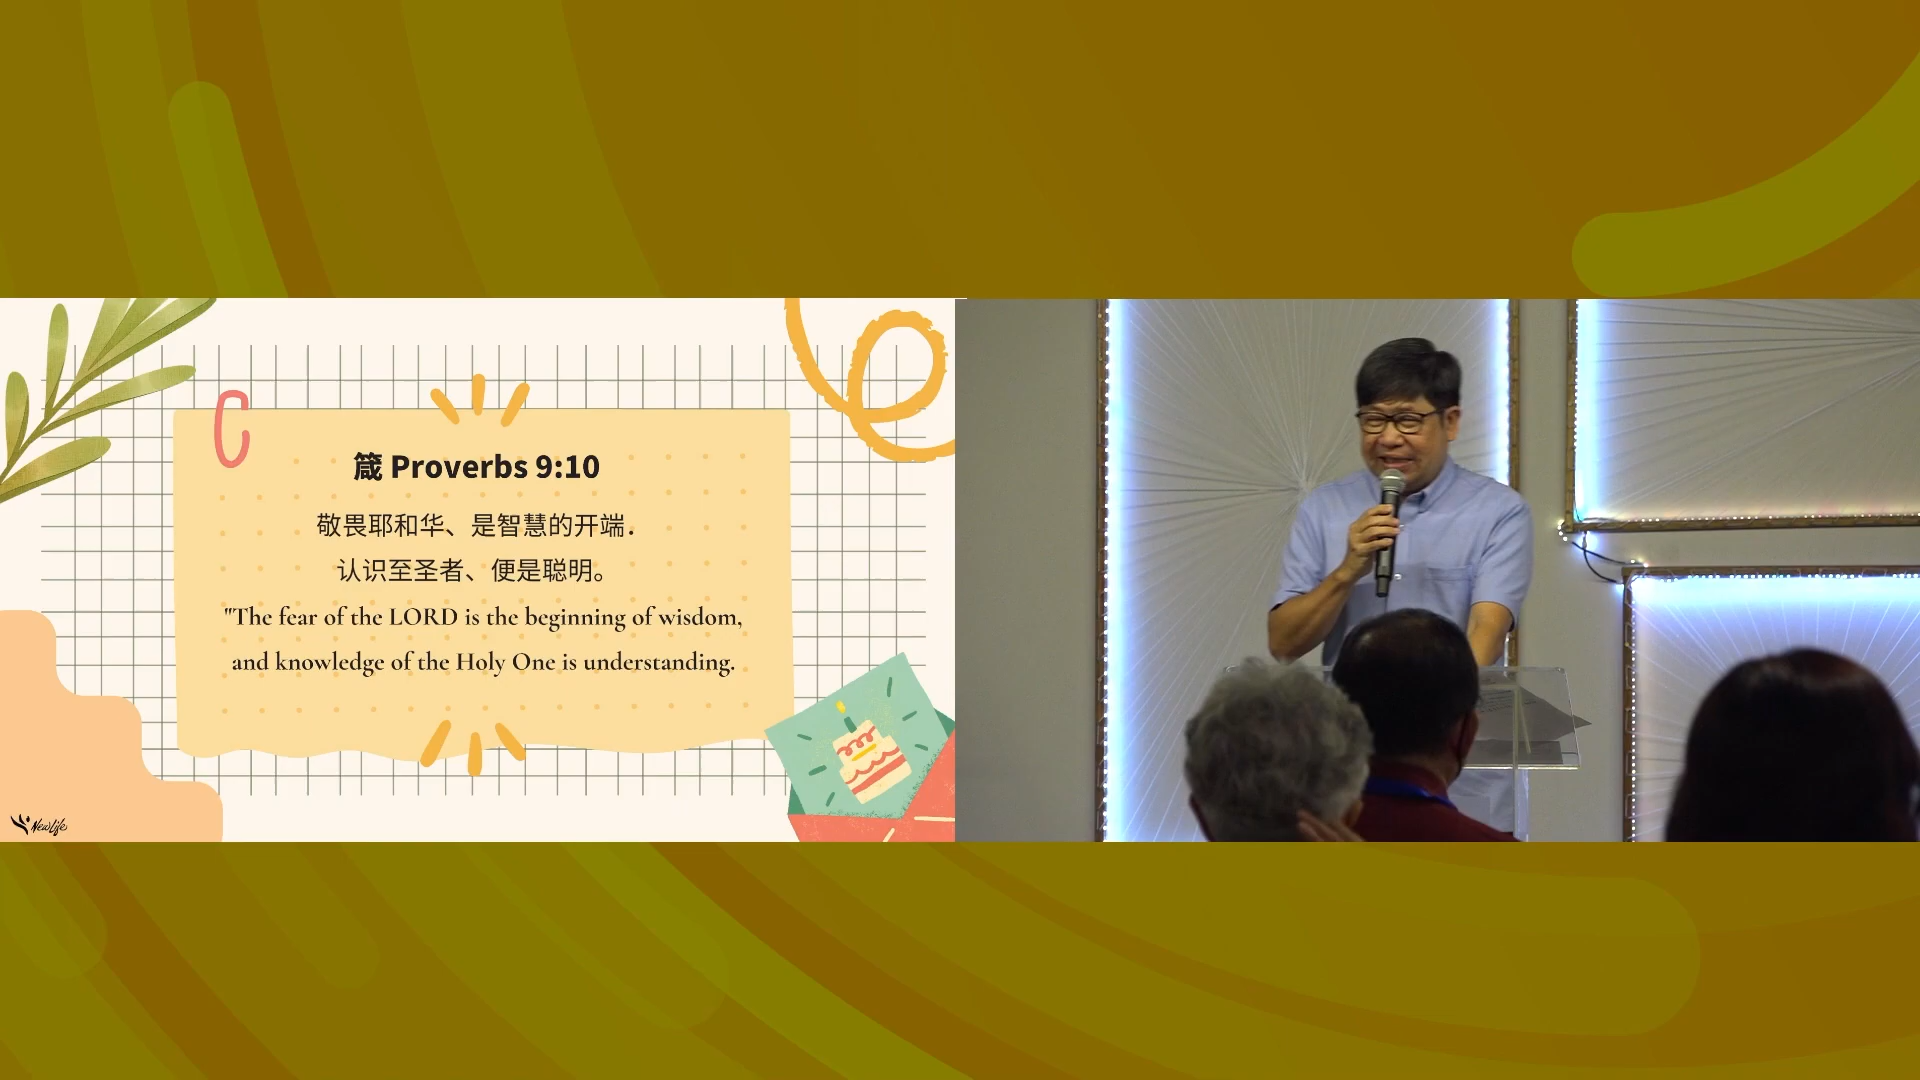 箴 Proverbs 9:10
敬畏耶和华、是智慧的开端．
认识至圣者、便是聪明。
"The fear of the LORD is the beginning of wisdom,
and knowledge of the Holy One is understanding.
NewLife